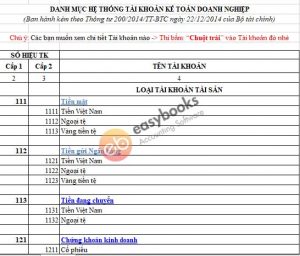 DANH MỤC HỆ THỐNG TÀI KHOẢN KẾ TOÁN DOANH NGHIỆP
(Ban hành kèm theo Thông tư 200/2014/TT-BTC ngày 22/12/2014 của Bộ tài chính)
Chú ý: Các bạn muốn xem chi tiết Tài khoản nào -> Thì bấm "Chuột trái" vào Tài khoản đó nhé
SỐ HIỆU TK
Cấp 1 Cấp 2 TÊN TÀI KHOẢN
2 3 4
LOẠI TÀI KHOẢN TÀI SẢN
111 Tiền mặt
1111 Tiền Việt Nam
1112 Ngoại tệ
1113 Vàng tiền tệ
easybooks
Accounting Software
112 Tiền gửi Ngân hàng
1121 Tiền Việt Nam
1122 Ngoại tệ
1123 Vàng tiền tệ
113 Tiền đang chuyển
1131 Tiền Việt Nam
1132 Ngoại tệ
121 Chứng khoán kinh doanh
1211 Cổ phiếu